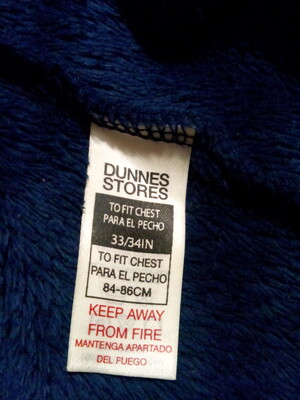 DUNNES
STORES
TO FIT CHEST
PARA EL PECHO
33/34IN
TO FIT CHEST
PARA EL PECHO
84-86CM
KEEP AWAY
FROM FIRE
MANTENGA APARTADO
DEL FUEGO